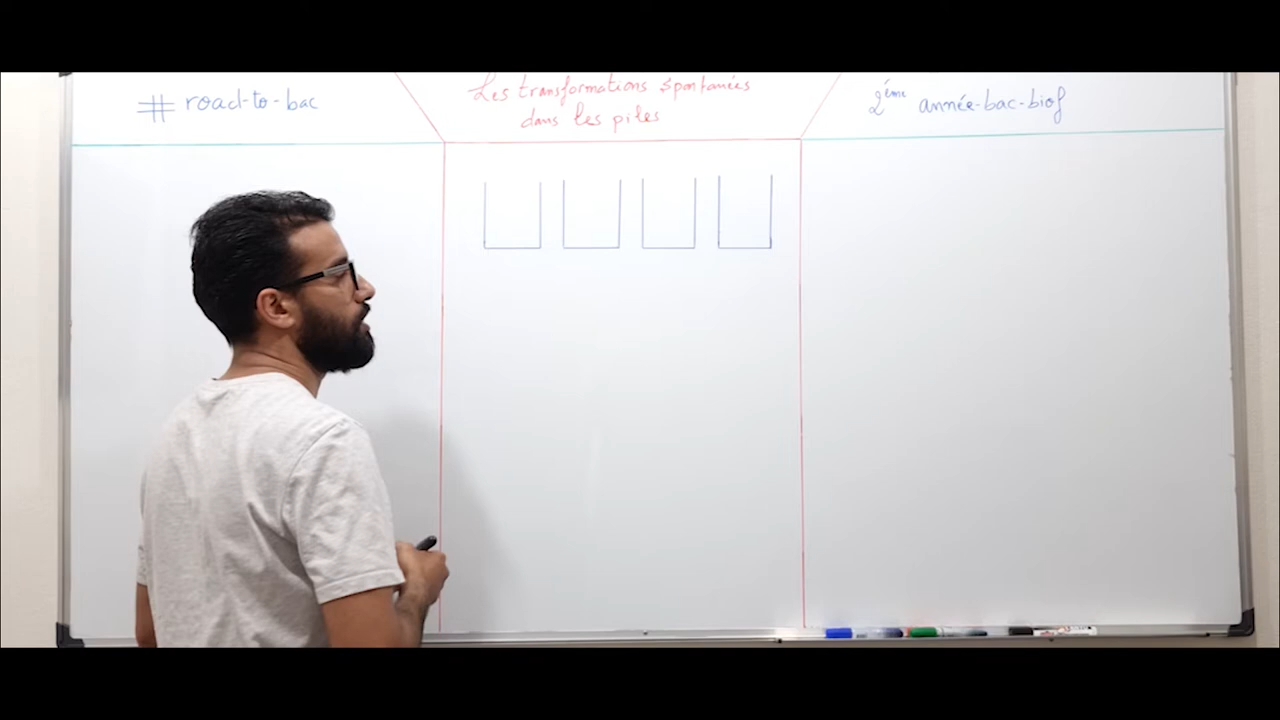 # road-to-bac
Les transformations spontanées
dans les piles
2ème année-bac-biof